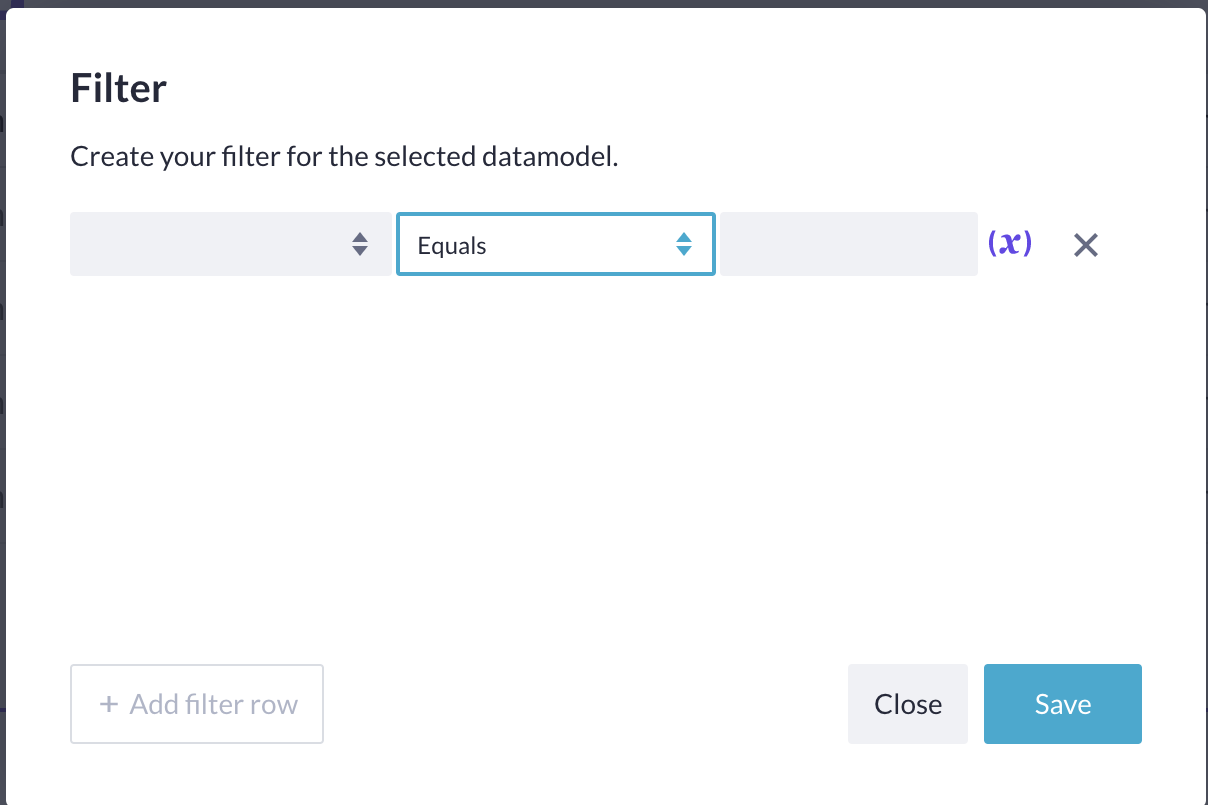 Filter
Create your filter for the selected datamodel.
Equals (x)
+ Add filter row Close Save